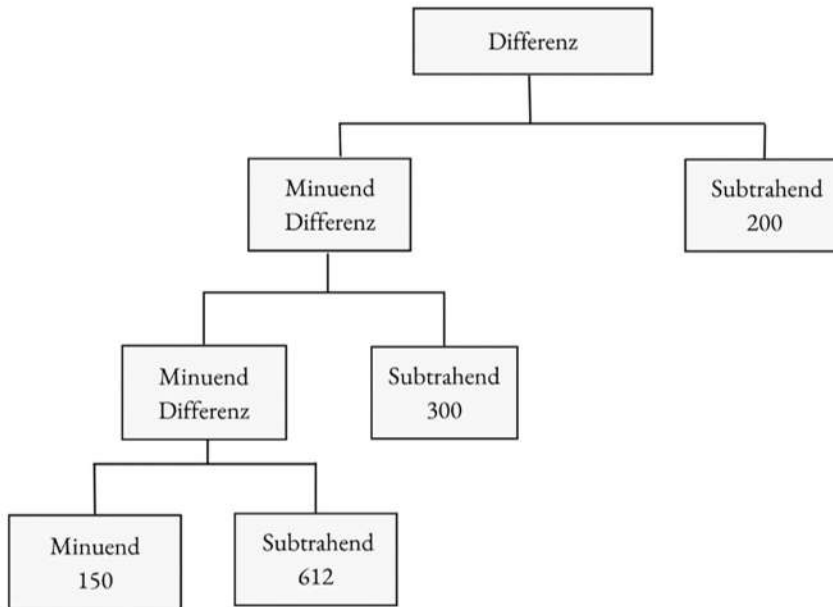 Differenz
Minuend
Differenz
Subtrahend
200
Minuend
Differenz
Subtrahend
300
Minuend
150
Subtrahend
612